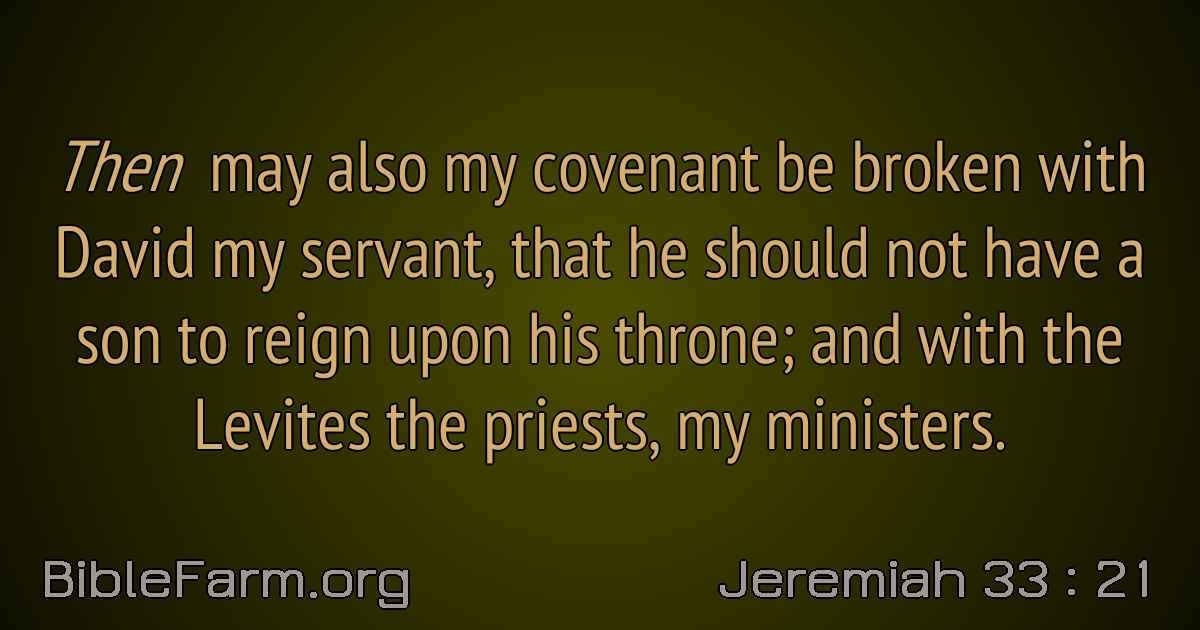 Then may also my covenant be broken with
David my servant, that he should not have a
son to reign upon his throne; and with the
Levites the priests, my ministers.
BibleFarm.org
Jeremiah 33 : 21